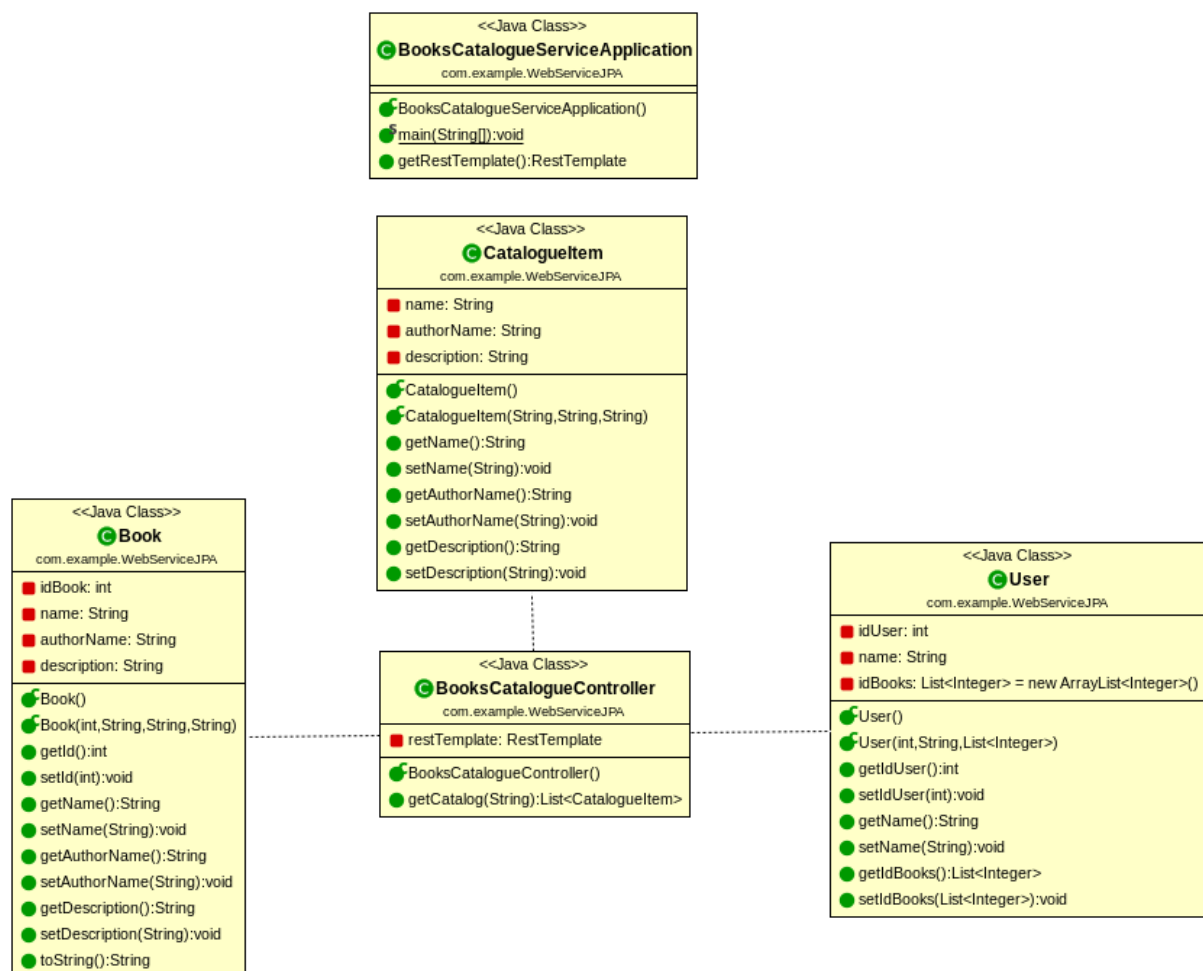 <<Java Class>>
BooksCatalogueServiceApplication
com.example.WebServiceJPA
BooksCatalogueServiceApplication()
main(String[]):void
getRestTemplate():RestTemplate
<<Java Class>>
CatalogueItem
com.example.WebServiceJPA
name: String
authorName: String
description: String
CatalogueItem()
CatalogueItem(String,String,String)
getName():String
setName(String):void
getAuthorName():String
setAuthorName(String):void
getDescription():String
setDescription(String):void
<<Java Class>>
Book
com.example.WebServiceJPA
idBook: int
name: String
authorName: String
description: String
Book()
Book(int,String,String,String)
getId():int
setId(int):void
getName():String
setName(String):void
getAuthorName():String
setAuthorName(String):void
getDescription():String
setDescription(String):void
toString():String
<<Java Class>>
BooksCatalogueController
com.example.WebServiceJPA
restTemplate: RestTemplate
BooksCatalogueController()
getCatalog(String):List<CatalogueItem>
<<Java Class>>
User
com.example.WebServiceJPA
idUser: int
name: String
idBooks: List<Integer> = new ArrayList<Integer>()
User()
User(int,String,List<Integer>)
getIdUser():int
setIdUser(int):void
getName():String
setName(String):void
getIdBooks():List<Integer>
setIdBooks(List<Integer>):void